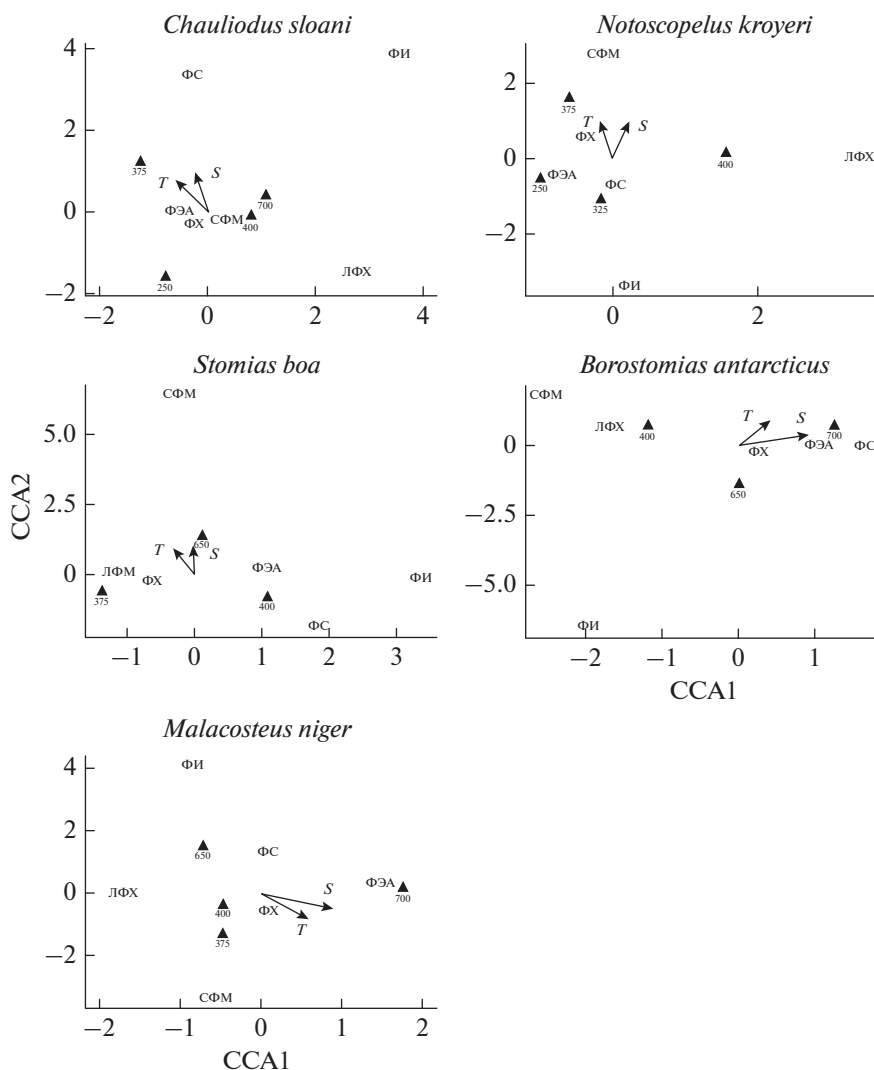 Chauliodus sloani
4
ФИ
ФС
2
375
S
T
ФЭА
ФХ
СФМ
700
400
0
ЛФХ
250
−2
−2 0 2 4
Notoscopelus kroyeri
СФМ
2
375
T
S
ФХ
400
ЛФХ
0
ФЭА
250
ФС
325
−2
ФИ
0 2
Stomias boa
СФМ
5.0
CCA2
2.5
650
T
S
ЛФМ
ФХ
ФЭА
ФИ
0
375
400
ФС
−1 0 1 2 3
Borostomias antarcticus
СФМ
ЛФХ
400
T
S
700
0
ФХ
ФЭА
ФС
650
−2.5
−5.0
ФИ
−2 −1 0 1
CCA1
Malacosteus niger
4
ФИ
2
650
ФС
ЛФХ
0
400
ФХ
S
T
ФЭА
700
375
−2
СФМ
−2 −1 0 1 2
CCA1